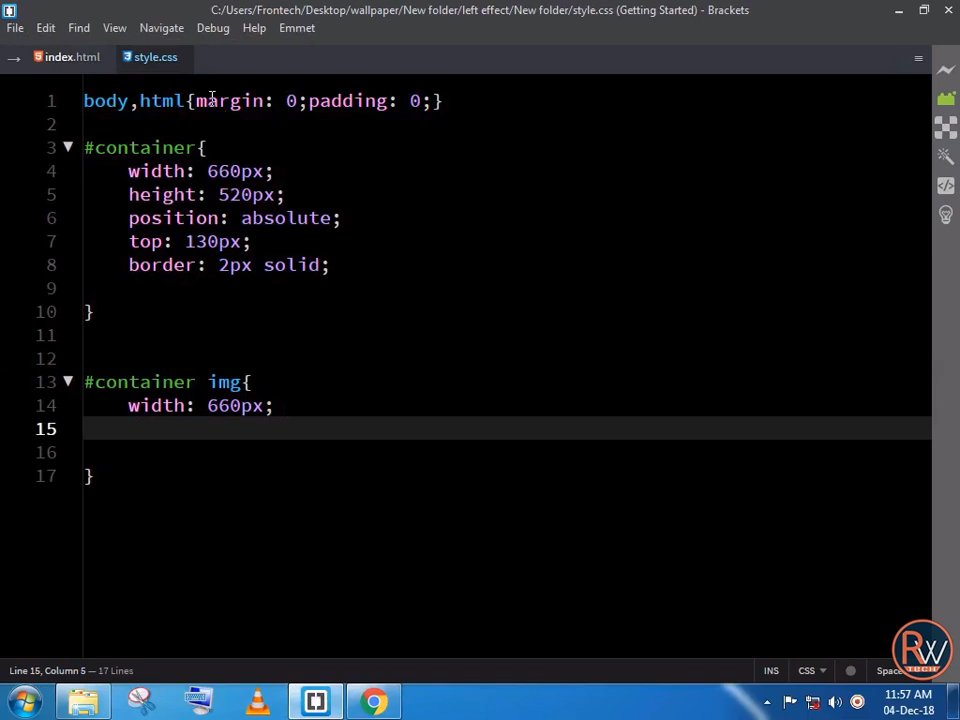 C:/Users/Frontech/Desktop/wallpaper/New folder/left effect/New folder/style.css (Getting Started) - Brackets
File Edit Find View Navigate Debug Help Emmet
index.html style.css
1 body,html{margin: 0;padding: 0;}
2
3 #container{
4 width: 660px;
5 height: 520px;
6 position: absolute;
7 top: 130px;
8 border: 2px solid;
9
10 }
11
12
13 #container img{
14 width: 660px;
15
16
17 }
Line 15, Column 5 — 17 Lines INS CSS Spac
RW
TECH
11:57 AM
04-Dec-18